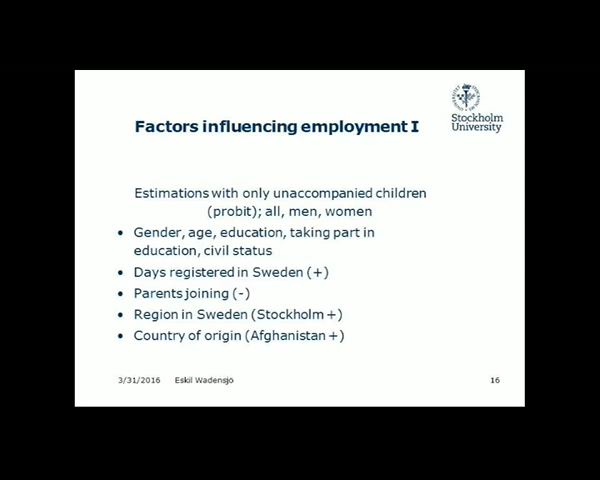 Stockholm
University
Factors influencing employment I
Estimations with only unaccompanied children
(probit); all, men, women
• Gender, age, education, taking part in
education, civil status
• Days registered in Sweden (+)
• Parents joining (-)
• Region in Sweden (Stockholm +)
• Country of origin (Afghanistan +)
3/31/2016 Eskil Wadensjö 16